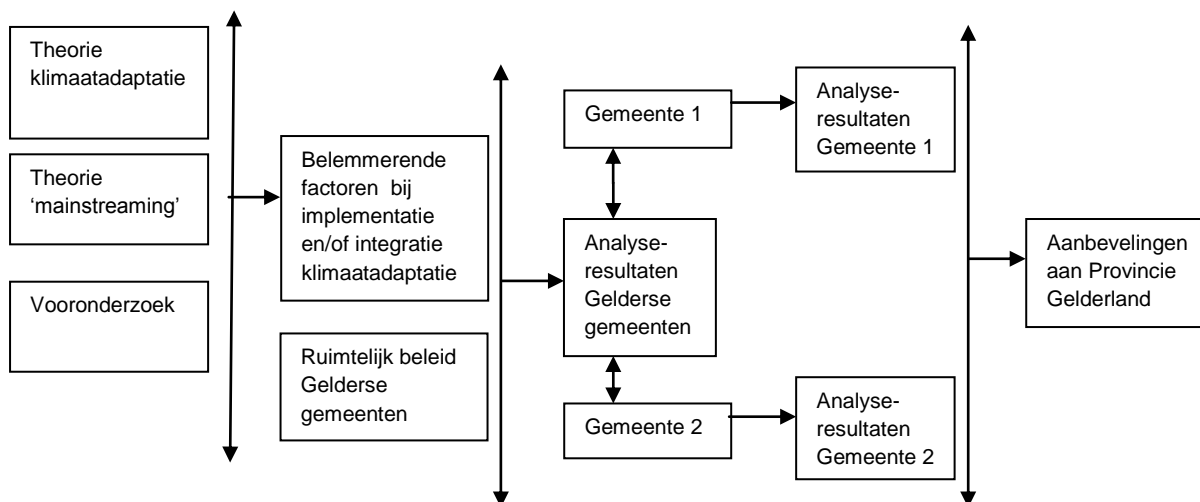 Theorie
klimaatadaptatie
Theorie
‘mainstreaming’
Vooronderzoek
Belemmerende
factoren bij
implementatie
en/of integratie
klimaatadaptatie
Ruimtelijk beleid
Gelderse
gemeenten
Gemeente 1
Analyse-
resultaten
Gelderse
gemeenten
Gemeente 2
Analyse-
resultaten
Gemeente 1
Analyse-
resultaten
Gemeente 2
Aanbevelingen
aan Provincie
Gelderland